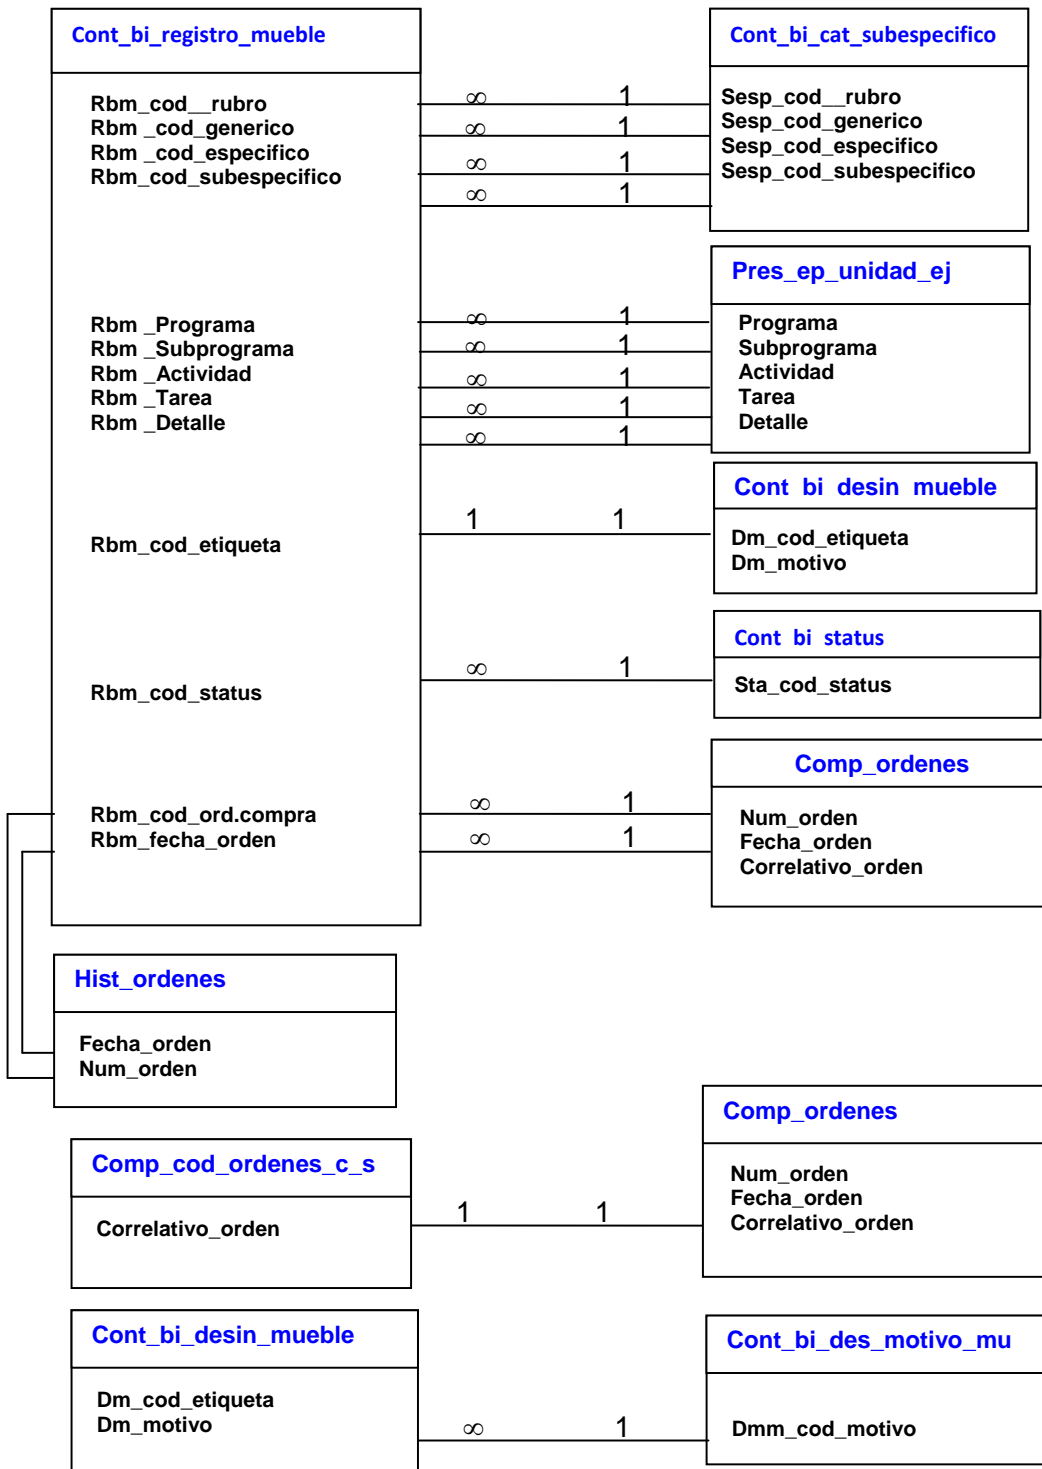 Cont_bi_registro_mueble
Rbm_cod__rubro
Rbm _cod_generico
Rbm _cod_especifico
Rbm_cod_subespecifico
Rbm _Programa
Rbm _Subprograma
Rbm _Actividad
Rbm _Tarea
Rbm _Detalle
Rbm_cod_etiqueta
Rbm_cod_status
Rbm_cod_ord.compra
Rbm_fecha_orden
∞ 1
∞ 1
∞ 1
∞ 1
Cont_bi_cat_subespecifico
Sesp_cod__rubro
Sesp_cod_generico
Sesp_cod_especifico
Sesp_cod_subespecifico
∞ 1
∞ 1
∞ 1
∞ 1
∞ 1
Pres_ep_unidad_ej
Programa
Subprograma
Actividad
Tarea
Detalle
1 1
Cont bi desin mueble
Dm_cod_etiqueta
Dm_motivo
∞ 1
Cont bi status
Sta_cod_status
∞ 1
∞ 1
Comp_ordenes
Num_orden
Fecha_orden
Correlativo_orden
Hist_ordenes
Fecha_orden
Num_orden
Comp_cod_ordenes_c_s
Correlativo_orden
1 1
Comp_ordenes
Num_orden
Fecha_orden
Correlativo_orden
Cont_bi_desin_mueble
Dm_cod_etiqueta
Dm_motivo
∞ 1
Cont_bi_des_motivo_mu
Dmm_cod_motivo